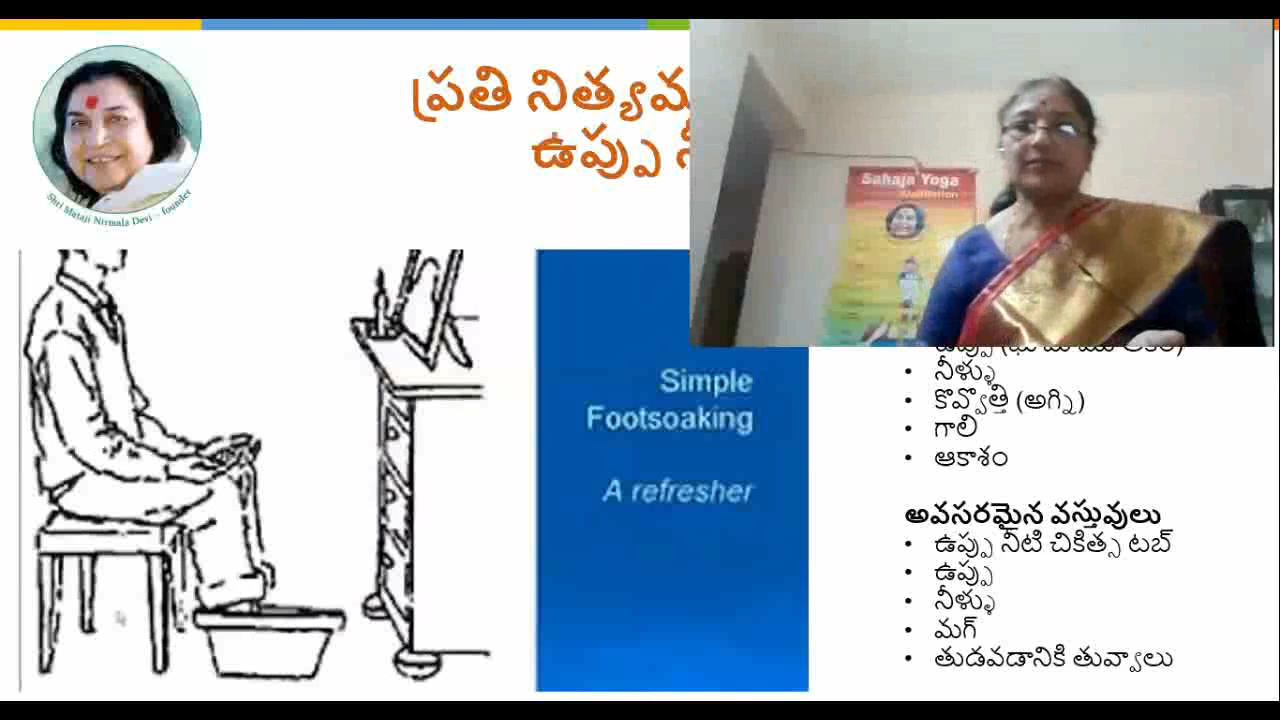 ప్రతి నిత్యమ
ఉప్పు
Shri Mataji Nirmala Devi - founder
Sahaja Yoga
Meditation
Simple
Footsoaking
A refresher
• నీళ్ళు
• కొవ్వొత్తి (అగ్ని)
• గాలి
• ఆకాశం
అవసరమైన వస్తువులు
• ఉప్పు నీటి చికిత్స టబ్
• ఉప్పు
• నీళ్ళు
• మగ్
• తుడవడానికి తువ్వాలు